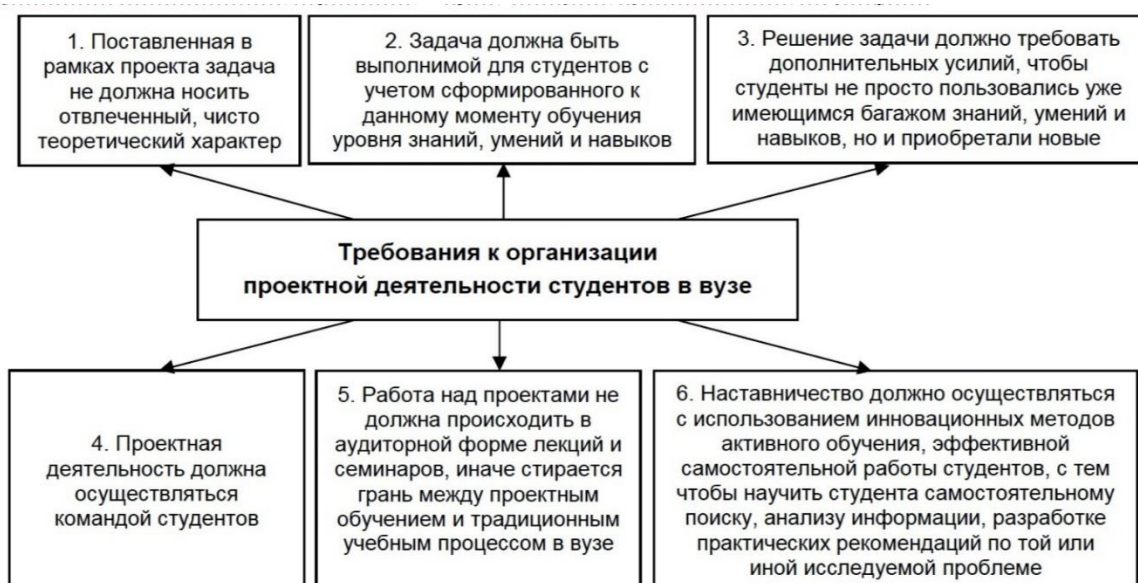 1. Поставленная в
рамках проекта задача
не должна носить
отвлеченный, чисто
теоретический характер
2. Задача должна быть
выполнимой для студентов с
учетом сформированного к
данному моменту обучения
уровня знаний, умений и
навыков
3. Решение задачи должно требовать
дополнительных усилий, чтобы
студенты не просто пользовались уже
имеющимся багажом знаний, умений и
навыков, но и приобретали новые
Требования к организации
проектной деятельности студентов в вузе
4. Проектная
деятельность должна
осуществляться
командой студентов
5. Работа над проектами не
должна происходить в
аудиторной форме лекций и
семинаров, иначе стирается
грань между проектным
обучением и традиционным
учебным процессом в вузе
6. Наставничество должно осуществляться
с использованием инновационных методов
активного обучения, эффективной
самостоятельной работы студентов, с тем
чтобы научить студента самостоятельному
поиску, анализу информации, разработке
практических рекомендаций по той или
иной исследуемой проблеме